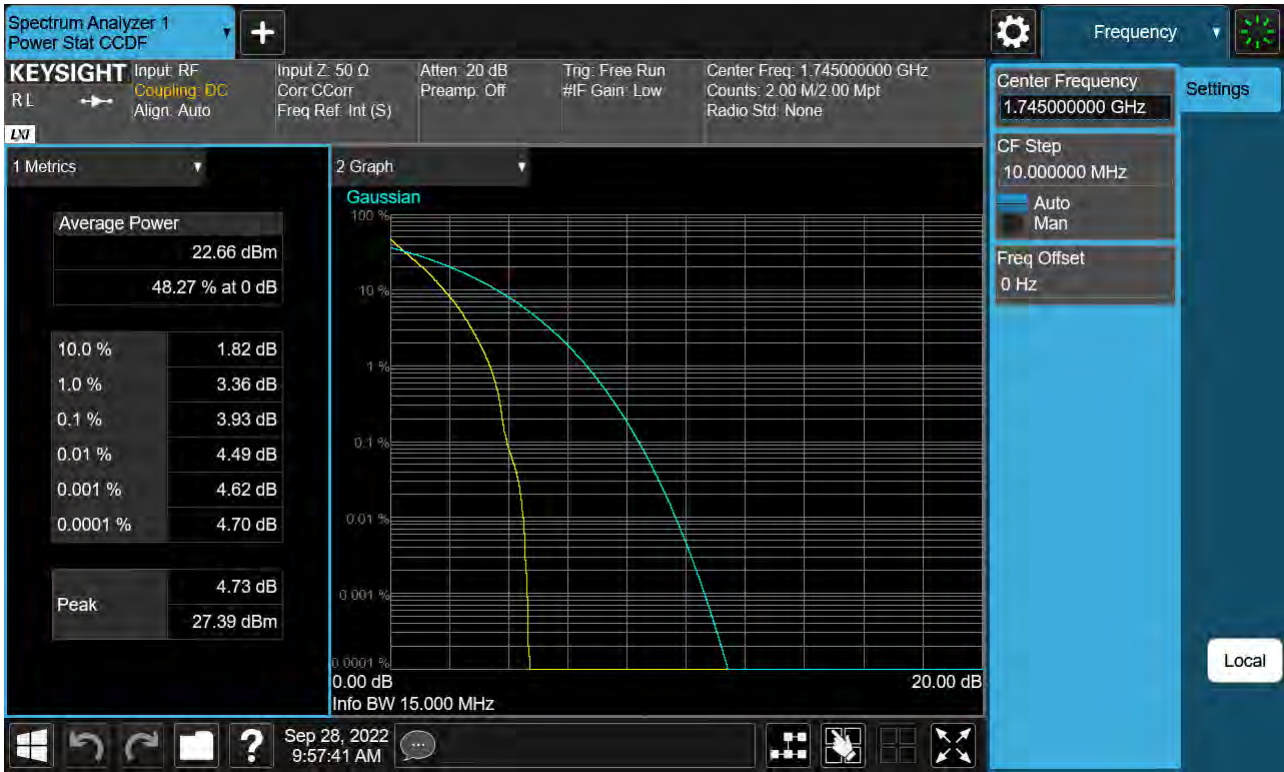 Spectrum Analyzer 1
Power Stat CCDF
Frequency
KEYSIGHT
R L
LXI
Input: RF
Coupling: DC
Align: Auto
Input Z: 50 Ω
Corr CCorr
Freq Ref: Int (S)
Atten: 20 dB
Preamp: Off
Trig: Free Run
#IF Gain: Low
Center Freq: 1.745000000 GHz
Counts: 2.00 M/2.00 Mpt
Radio Std: None
Center Frequency
1.745000000 GHz
Settings
CF Step
10.000000 MHz
Auto
Man
Freq Offset
0 Hz
1 Metrics
Average Power
22.66 dBm
48.27 % at 0 dB
10.0 % 1.82 dB
1.0 % 3.36 dB
0.1 % 3.93 dB
0.01 % 4.49 dB
0.001 % 4.62 dB
0.0001 % 4.70 dB
Peak
4.73 dB
27.39 dBm
2 Graph
Gaussian
100 %
10 %
1 %
0.1 %
0.01 %
0.001 %
0.0001 %
0.00 dB 20.00 dB
Info BW 15.000 MHz
Local
Sep 28, 2022
9:57:41 AM